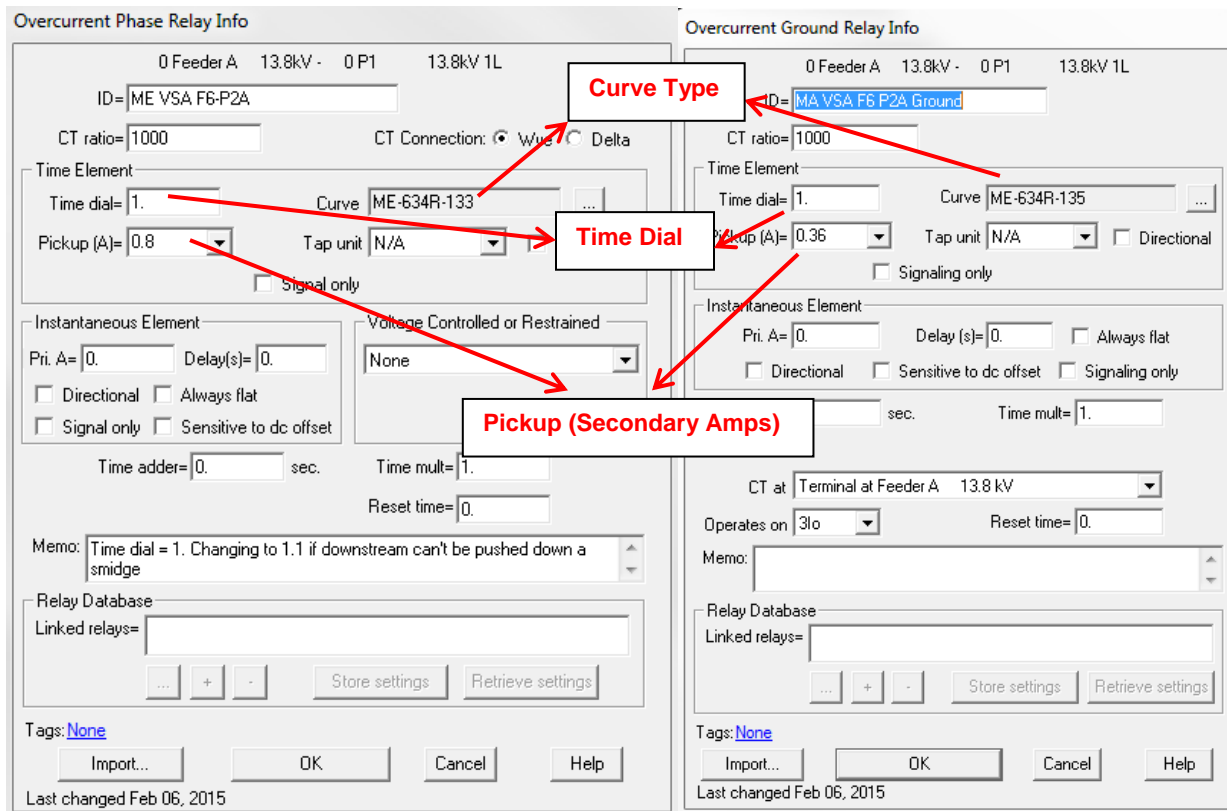 Overcurrent Phase Relay Info
0 Feeder A 13.8kV - 0 P1 13.8kV 1L
ID= ME VSA F6-P2A
CT ratio= 1000
CT Connection: Wye Delta
Time Element
Time dial= 1.
Curve ME-634R-133 ...
Pickup (A)= 0.8
Tap unit N/A
Signal only
Instantaneous Element
Pri. A= 0. Delay(s)= 0.
Directional Always flat
Signal only Sensitive to dc offset
Voltage Controlled or Restrained
None
Time adder= 0. sec.
Time mult= 1.
Reset time= 0.
Memo: Time dial = 1. Changing to 1.1 if downstream can't be pushed down a
smidge
Relay Database
Linked relays=
... + - Store settings Retrieve settings
Tags: None
Import... OK Cancel Help
Last changed Feb 06, 2015
Curve Type
Time Dial
Pickup (Secondary Amps)
Overcurrent Ground Relay Info
0 Feeder A 13.8kV - 0 P1 13.8kV 1L
ID= MA VSA F6 P2A Ground
CT ratio= 1000
Time Element
Time dial= 1.
Curve ME-634R-135 ...
Pickup (A)= 0.36
Tap unit N/A
Directional
Signaling only
Instantaneous Element
Pri. A= 0. Delay (s)= 0. Always flat
Directional Sensitive to dc offset Signaling only
sec. Time mult= 1.
CT at Terminal at Feeder A 13.8 kV
Operates on 3Io
Reset time= 0.
Memo:
Relay Database
Linked relays=
... + - Store settings Retrieve settings
Tags: None
Import... OK Cancel Help
Last changed Feb 06, 2015